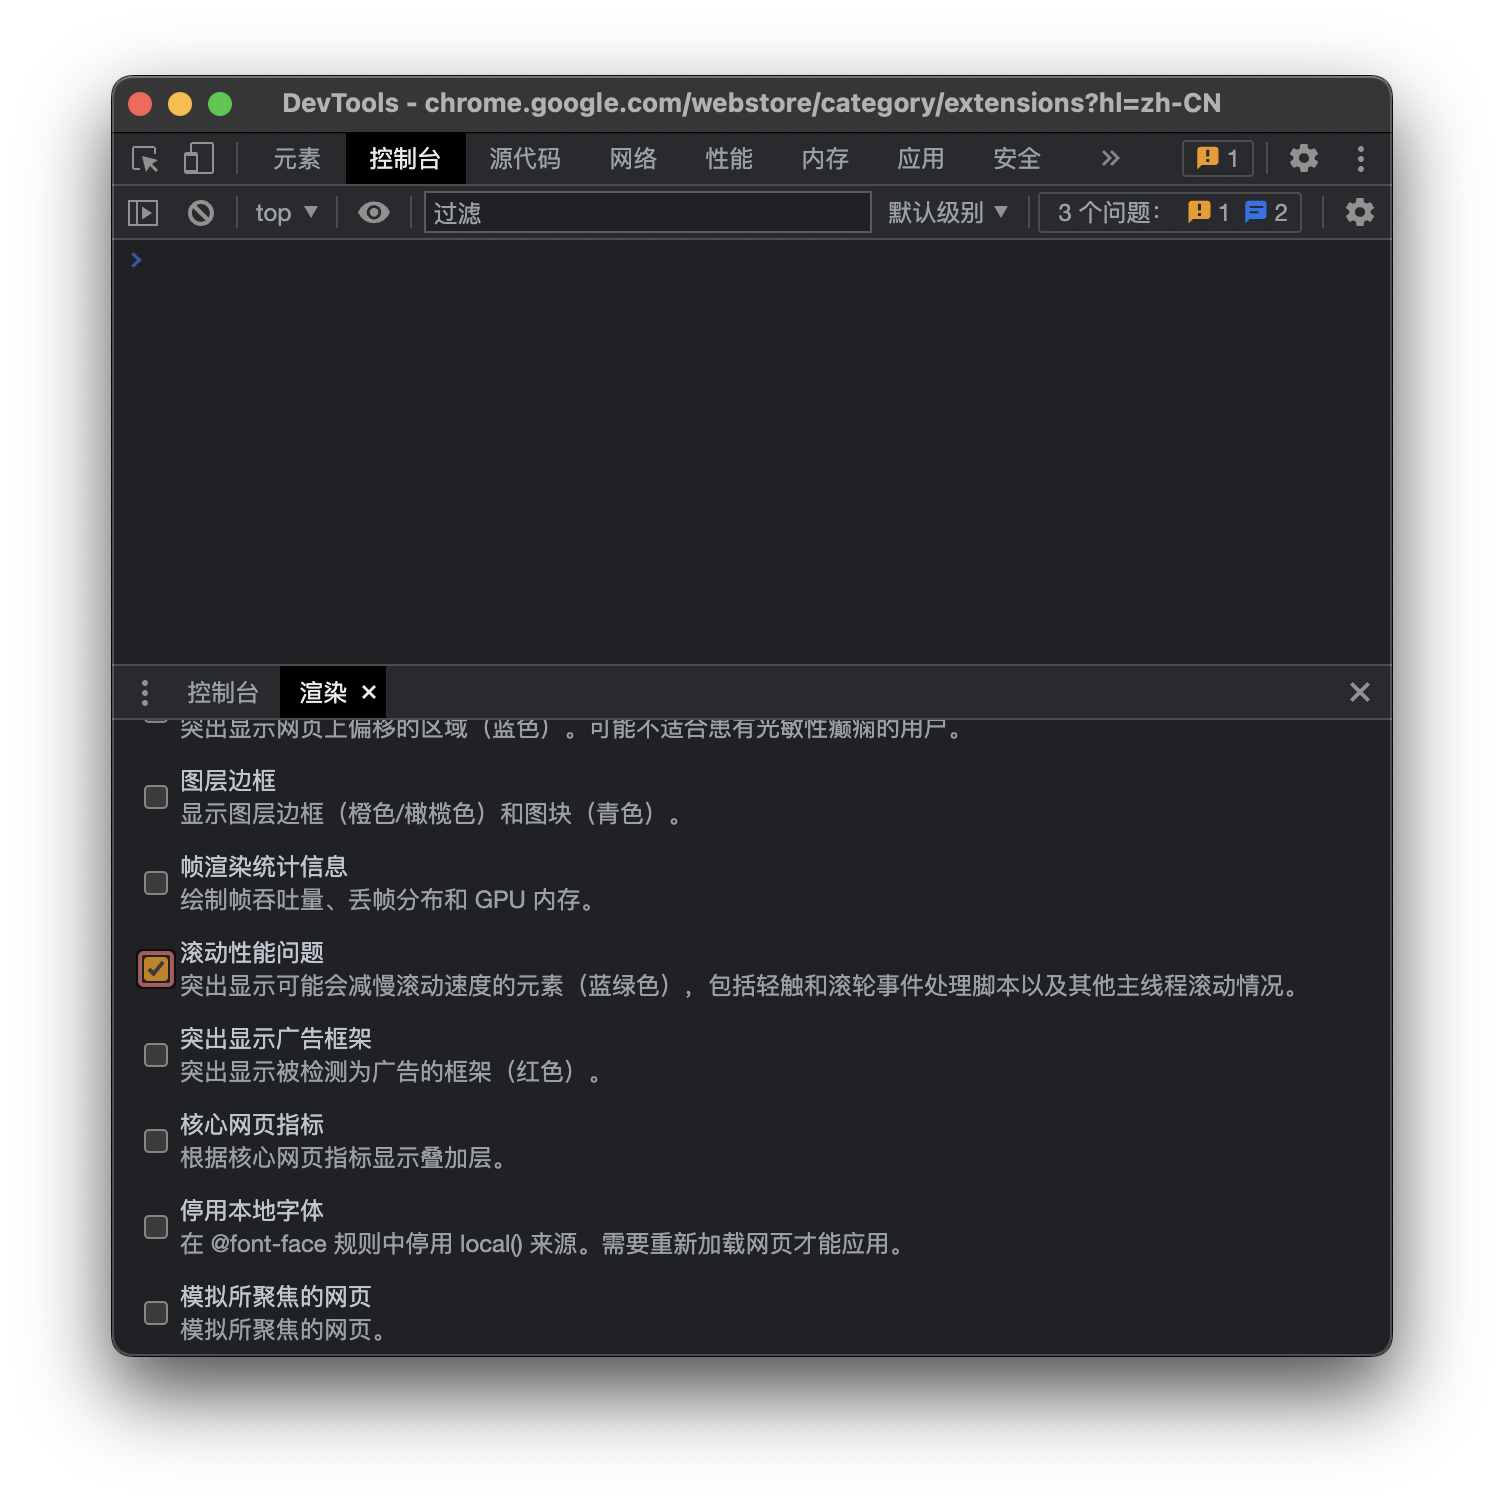 DevTools - chrome.google.com/webstore/category/extensions?hl=zh-CN
元素 控制台 源代码 网络 性能 内存 应用 安全 1
top 过滤 默认级别 3 个问题： 1 2
控制台 渲染
突出显示网页上偏移的区域（蓝色）。可能不适合患有光敏性癫痫的用户。
图层边框
显示图层边框（橙色/橄榄色）和图块（青色）。
帧渲染统计信息
绘制帧吞吐量、丢帧分布和 GPU 内存。
滚动性能问题
突出显示可能会减慢滚动速度的元素（蓝绿色），包括轻触和滚轮事件处理脚本以及其他主线程滚动情况。
突出显示广告框架
突出显示被检测为广告的框架（红色）。
核心网页指标
根据核心网页指标显示叠加层。
停用本地字体
在 @font-face 规则中停用 local() 来源。需要重新加载网页才能应用。
模拟所聚焦的网页
模拟所聚焦的网页。